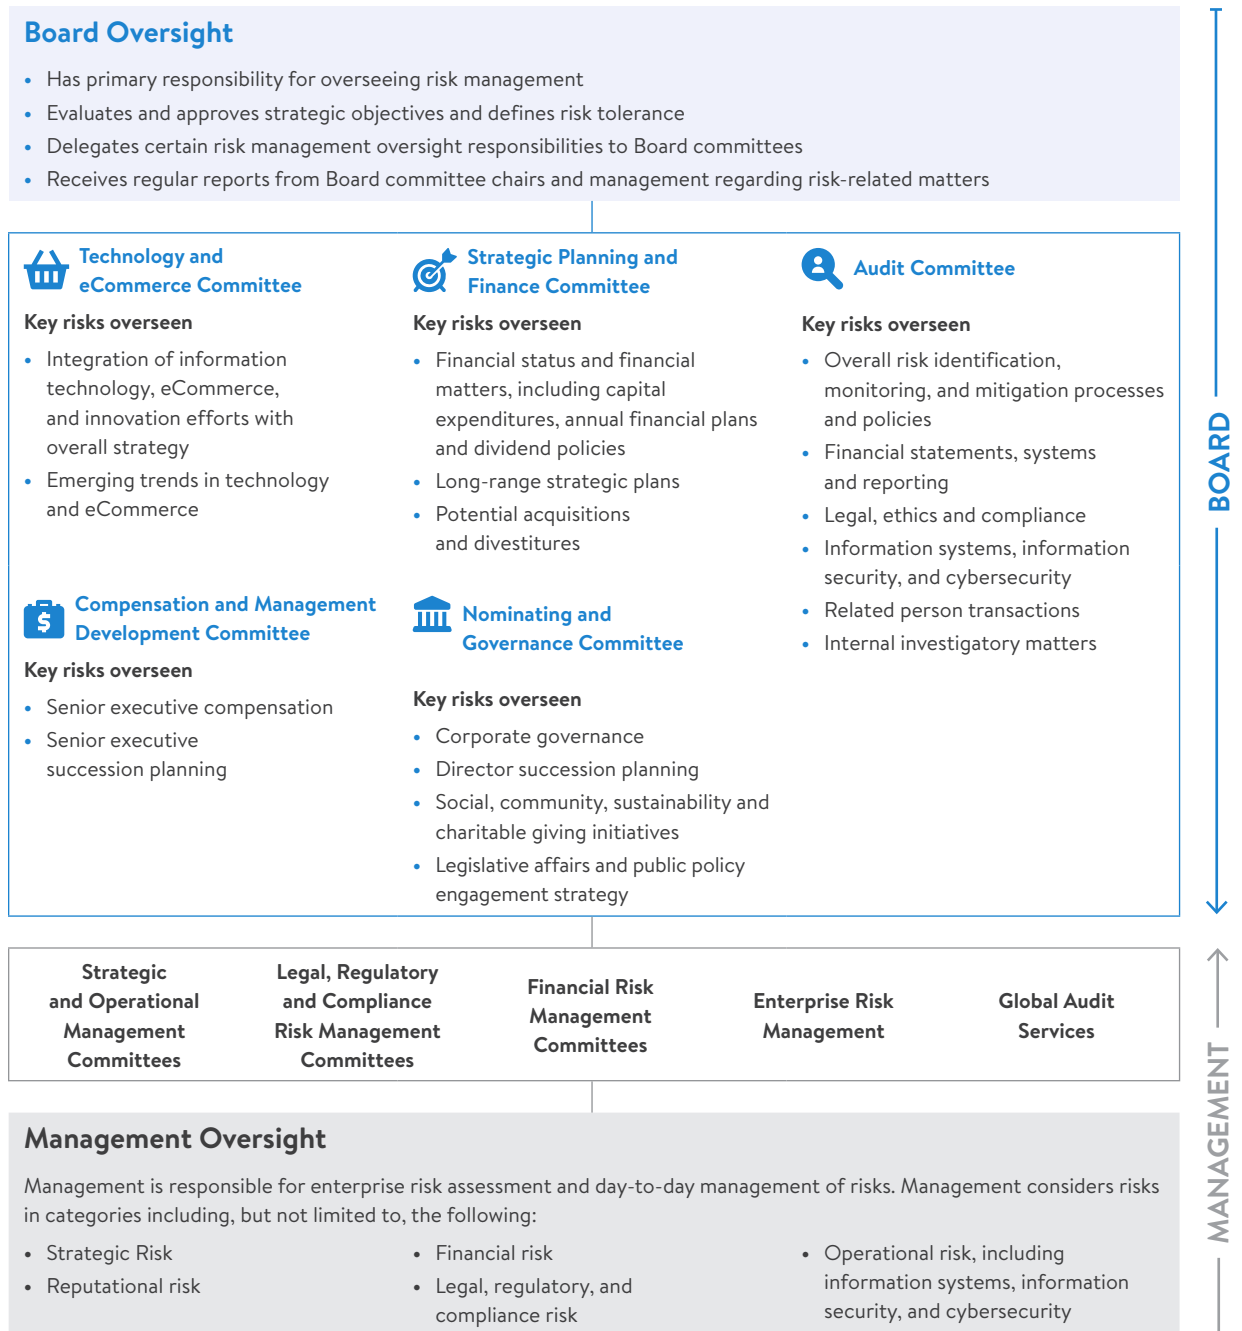 Board Oversight
• Has primary responsibility for overseeing risk management
• Evaluates and approves strategic objectives and defines risk tolerance
• Delegates certain risk management oversight responsibilities to Board committees
• Receives regular reports from Board committee chairs and management regarding risk-related matters
Technology and
eCommerce Committee
Key risks overseen
• Integration of information
technology, eCommerce,
and innovation efforts with
overall strategy
• Emerging trends in technology
and eCommerce
Strategic Planning and
Finance Committee
Key risks overseen
• Financial status and financial
matters, including capital
expenditures, annual financial plans
and dividend policies
• Long-range strategic plans
• Potential acquisitions
and divestitures
Audit Committee
Key risks overseen
• Overall risk identification,
monitoring, and mitigation processes
and policies
• Financial statements, systems
and reporting
• Legal, ethics and compliance
• Information systems, information
security, and cybersecurity
• Related person transactions
• Internal investigatory matters
$
Compensation and Management
Development Committee
Key risks overseen
• Senior executive compensation
• Senior executive
succession planning
Nominating and
Governance Committee
Key risks overseen
• Corporate governance
• Director succession planning
• Social, community, sustainability and
charitable giving initiatives
• Legislative affairs and public policy
engagement strategy
BOARD
Strategic
and Operational
Management
Committees
Legal, Regulatory
and Compliance
Risk Management
Committees
Financial Risk
Management
Committees
Enterprise Risk
Management
Global Audit
Services
Management Oversight
Management is responsible for enterprise risk assessment and day-to-day management of risks. Management considers risks
in categories including, but not limited to, the following:
• Strategic Risk
• Reputational risk
• Financial risk
• Legal, regulatory, and
compliance risk
• Operational risk, including
information systems, information
security, and cybersecurity
MANAGEMENT